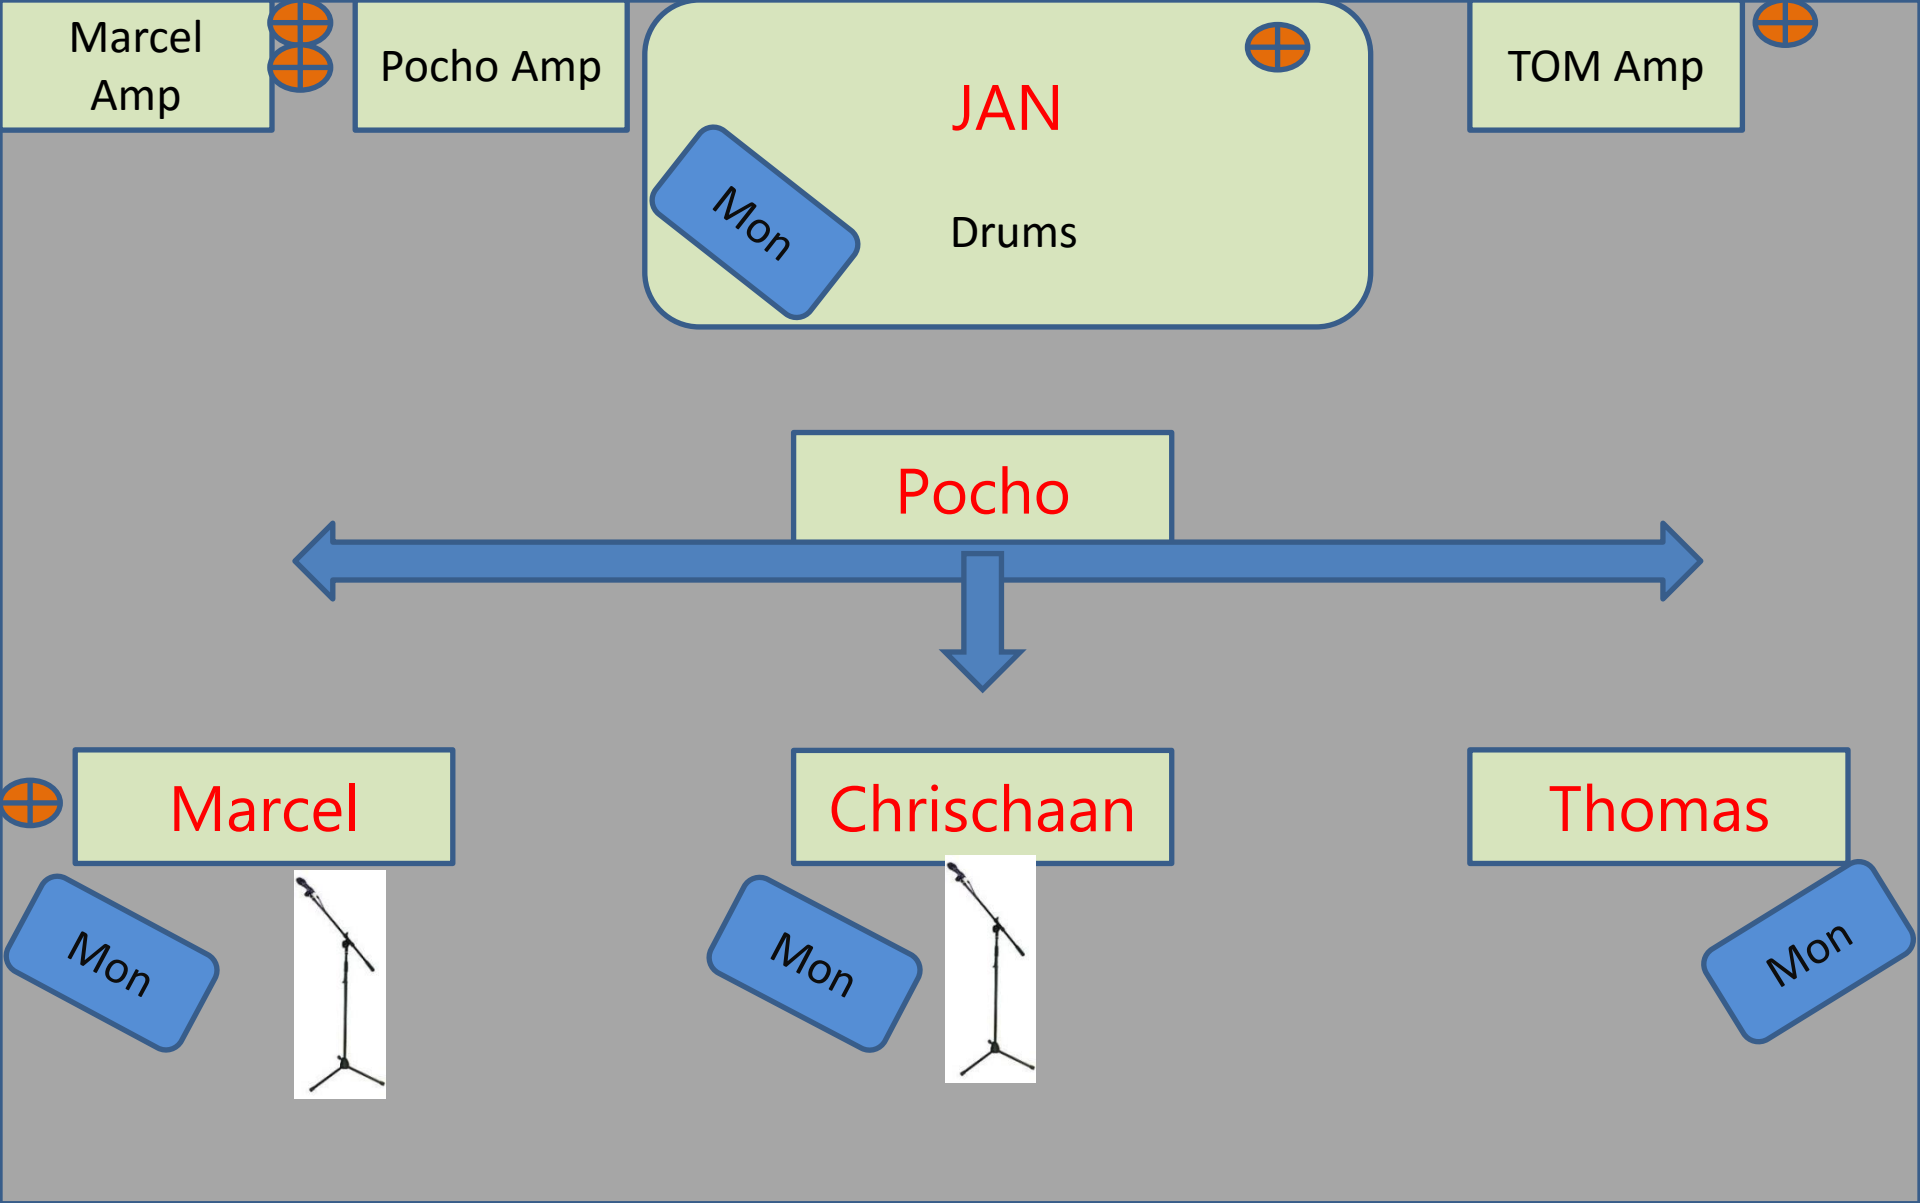 Marcel
Amp
Pocho Amp
JAN
TOM Amp
Mon
Drums
Pocho
Marcel
Chrischaan
Thomas
Mon
Mon
Mon